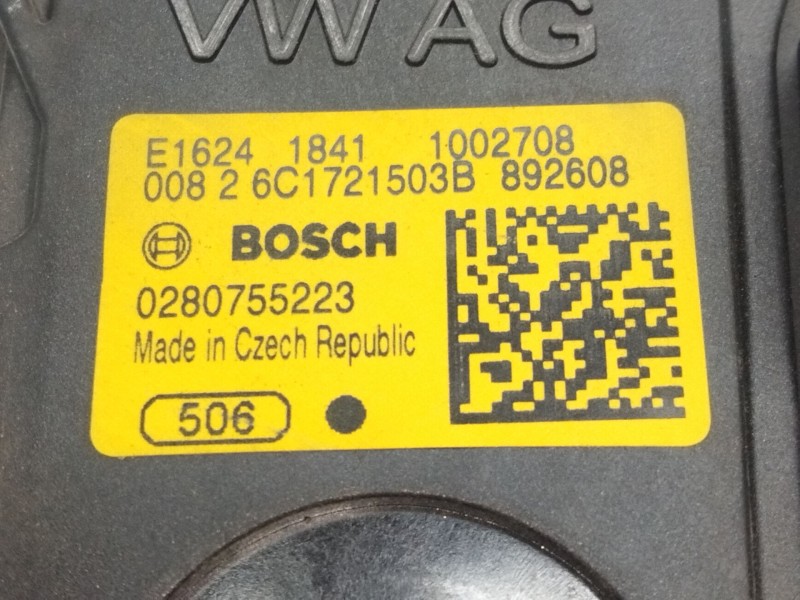 VW AG
E1624 1841 1002708
008 2 6C1721503B 892608
BOSCH
0280755223
Made in Czech Republic
506